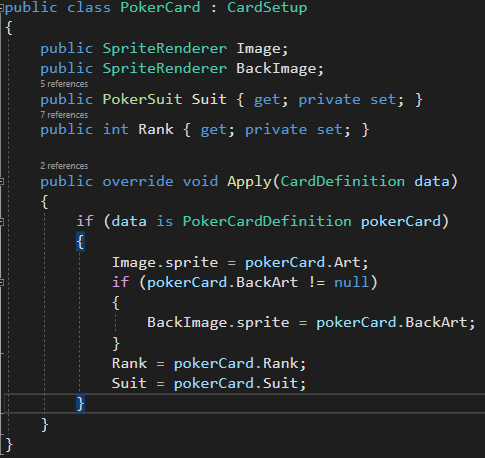 public class PokerCard : CardSetup
{
public SpriteRenderer Image;
public SpriteRenderer BackImage;
5 references
public PokerSuit Suit { get; private set; }
7 references
public int Rank { get; private set; }
2 references
public override void Apply(CardDefinition data)
{
if (data is PokerCardDefinition pokerCard)
{
Image.sprite = pokerCard.Art;
if (pokerCard.BackArt != null)
{
BackImage.sprite = pokerCard.BackArt;
}
Rank = pokerCard.Rank;
Suit = pokerCard.Suit;
}
}
}